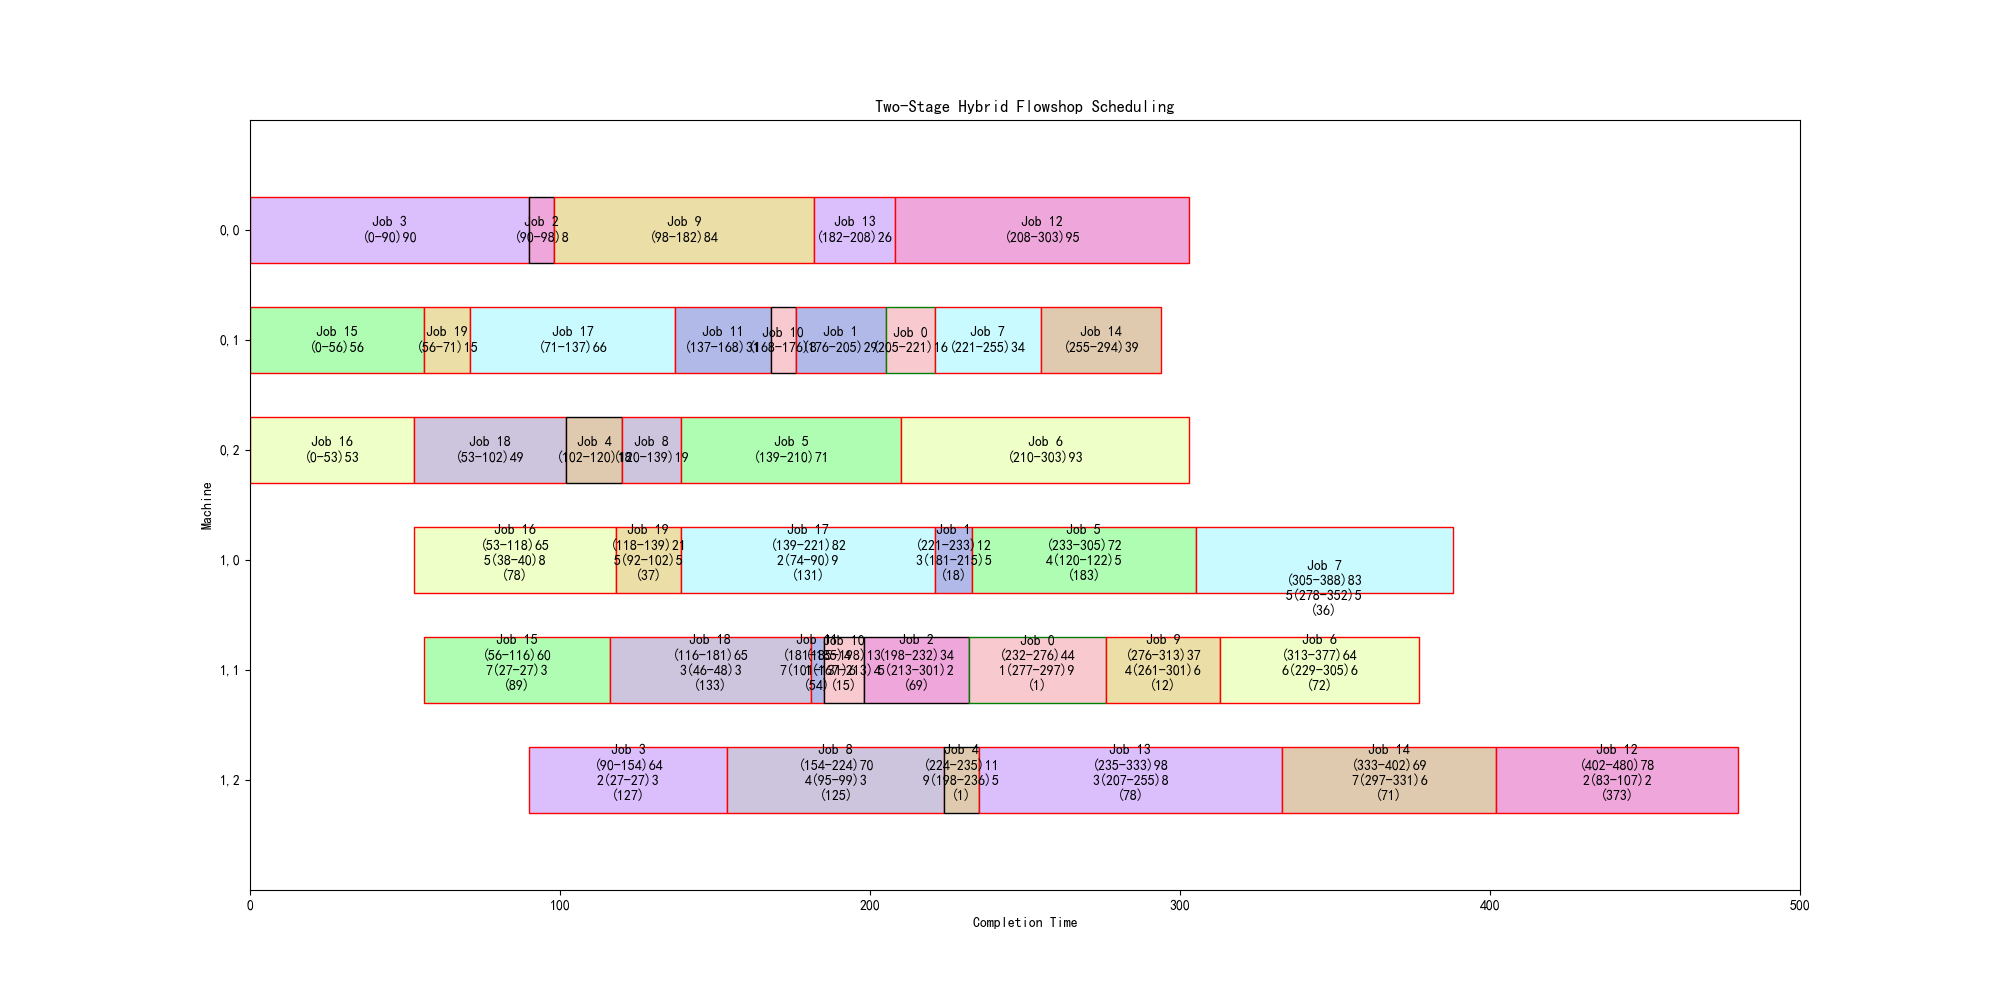 Two-Stage Hybrid Flowshop Scheduling
0,0
Job 3
(0-90)90
Job 2
(90-98)8
Job 9
(98-182)84
Job 13
(182-208)26
Job 12
(208-303)95
0,1
Job 15
(0-56)56
Job 19
(56-71)15
Job 17
(71-137)66
Job 11
(137-168)31
Job 10
(168-176)8
Job 1
(176-205)29
Job 0
(205-221)16
Job 7
(221-255)34
Job 14
(255-294)39
0,2
Job 16
(0-53)53
Job 18
(53-102)49
Job 4
(102-120)18
Job 8
(120-139)19
Job 5
(139-210)71
Job 6
(210-303)93
1,0
Job 16
(53-118)65
5(38-40)8
(78)
Job 19
(118-139)21
5(92-102)5
(37)
Job 17
(139-221)82
2(74-90)9
(131)
Job 1
(221-233)12
3(181-215)5
(18)
Job 5
(233-305)72
4(120-122)5
(183)
Job 7
(305-388)83
5(278-352)5
(36)
1,1
Job 15
(56-116)60
7(27-27)3
(89)
Job 18
(116-181)65
3(46-48)3
(133)
Job 11
(181-185)4
(54)
Job 10
(185-198)13
(15)
Job 2
(198-232)34
5(213-301)2
(69)
Job 0
(232-276)44
1(277-297)9
(1)
Job 9
(276-313)37
4(261-301)6
(12)
Job 6
(313-377)64
6(229-305)6
(72)
1,2
Job 3
(90-154)64
2(27-27)3
(127)
Job 8
(154-224)70
4(95-99)3
(125)
Job 4
(224-235)11
9(198-236)5
(1)
Job 13
(235-333)98
3(207-255)8
(78)
Job 14
(333-402)69
7(297-331)6
(71)
Job 12
(402-480)78
2(83-107)2
(373)
Machine
0 100 200 300 400 500
Completion Time